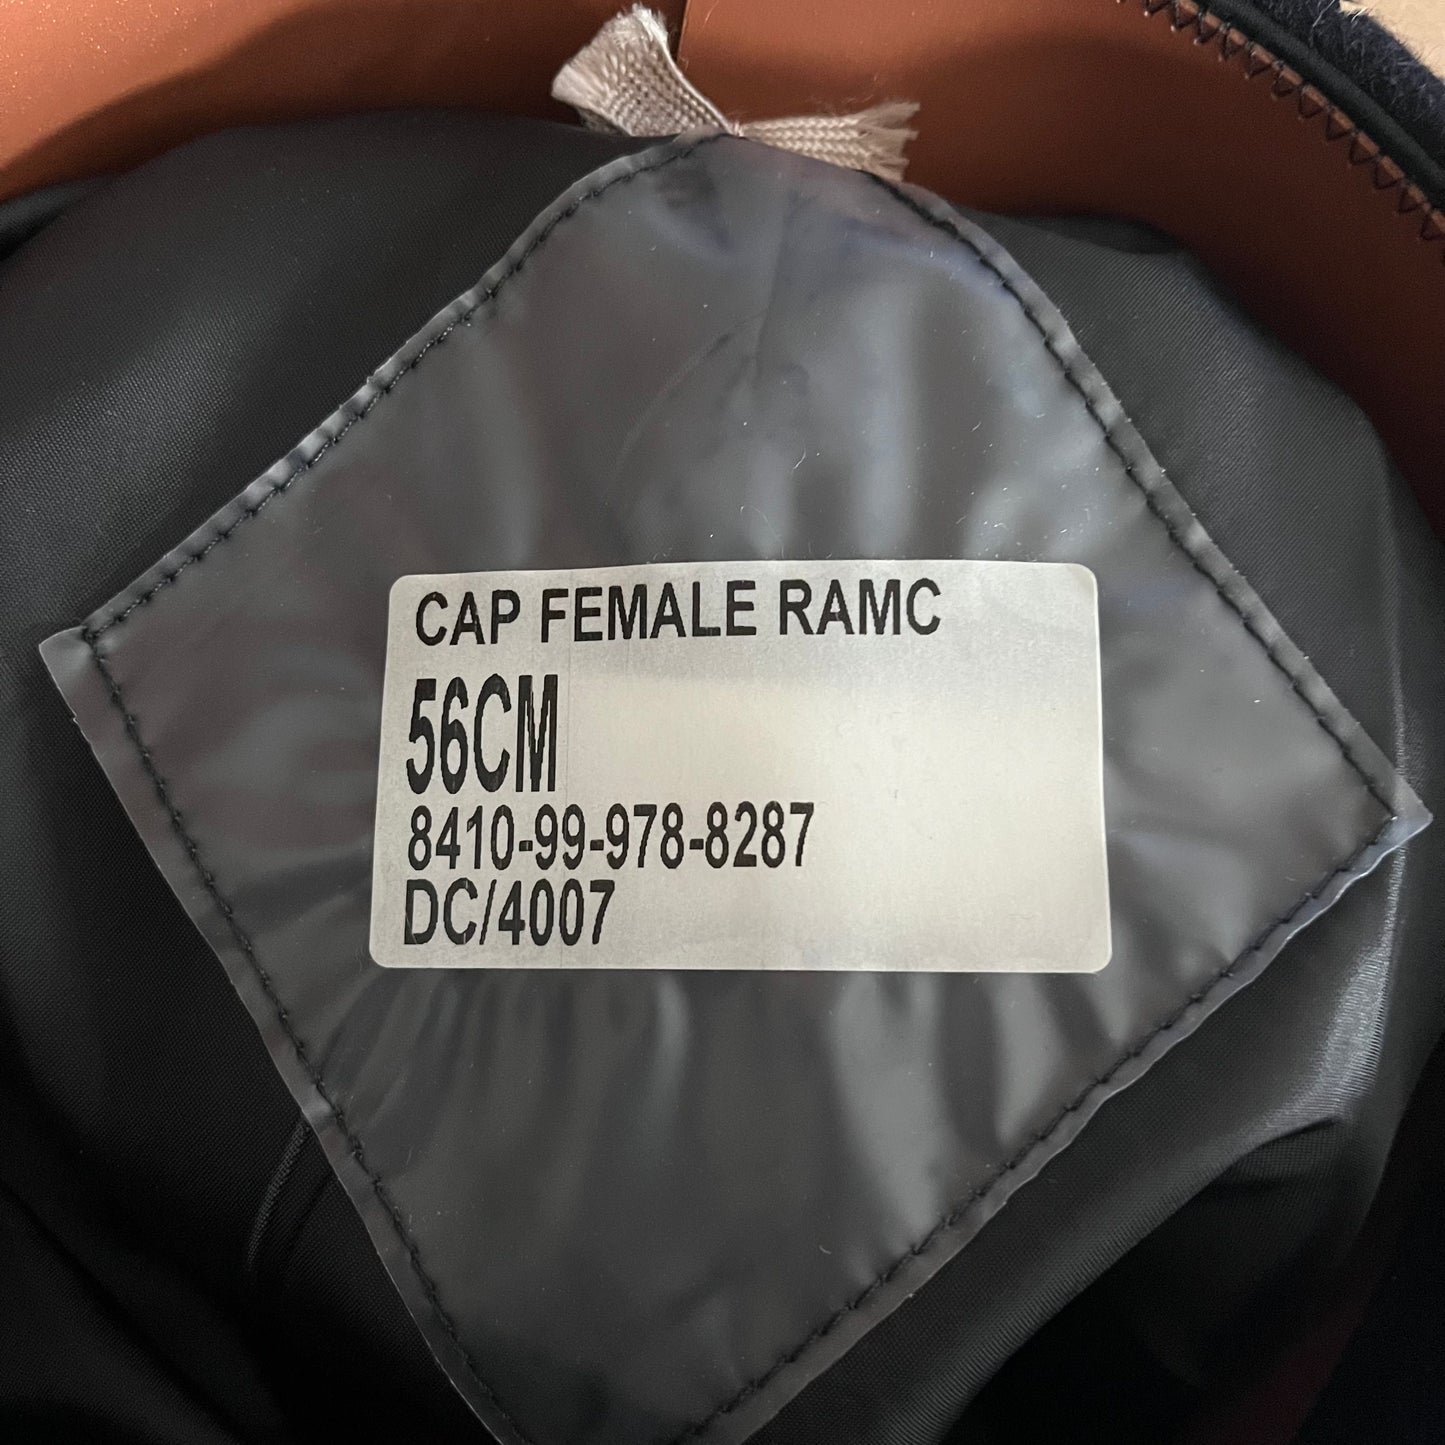 CAP FEMALE RAMC
56CM
8410-99-978-8287
DC/4007